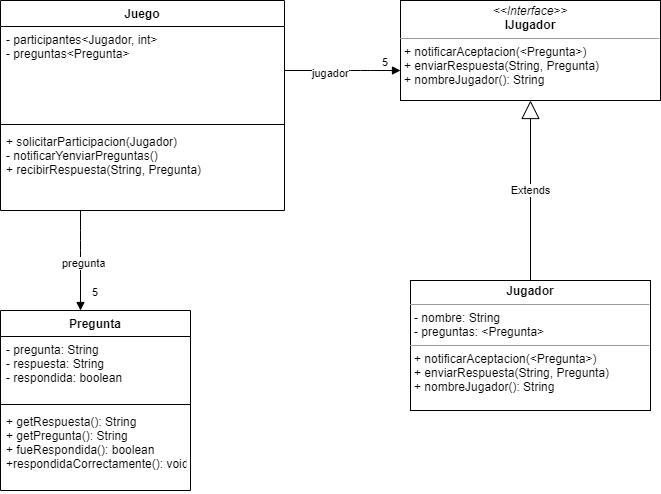 Juego
- participantes<Jugador, int>
- preguntas<Pregunta>
+ solicitarParticipacion(Jugador)
- notificarYenviarPreguntas()
+ recibirRespuesta(String, Pregunta)
jugador
5
<<Interface>>
IJugador
+ notificarAceptacion(<Pregunta>)
+ enviarRespuesta(String, Pregunta)
+ nombreJugador(): String
Extends
pregunta
5
Jugador
- nombre: String
- preguntas: <Pregunta>
+ notificarAceptacion(<Pregunta>)
+ enviarRespuesta(String, Pregunta)
+ nombreJugador(): String
Pregunta
- pregunta: String
- respuesta: String
- respondida: boolean
+ getRespuesta(): String
+ getPregunta(): String
+ fueRespondida(): boolean
+respondidaCorrectamente(): void